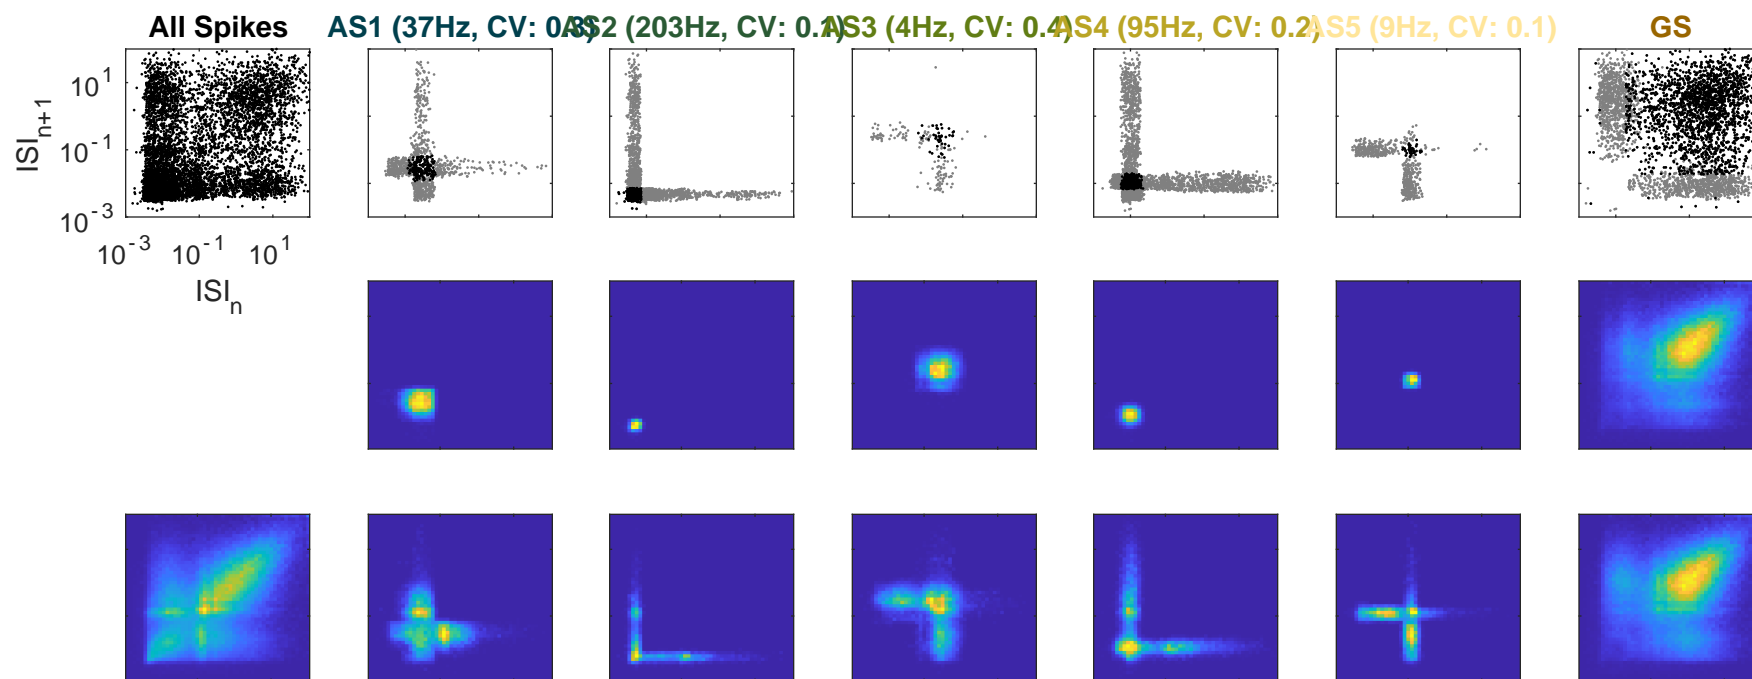 All Spikes
AS1 (37Hz, CV: 0.3)
AS2 (203Hz, CV: 0.1)
AS3 (4Hz, CV: 0.4)
AS4 (95Hz, CV: 0.2)
AS5 (9Hz, CV: 0.1)
GS
ISIn+1
10^1
10^-1
10^-3
10^-3 10^-1 10^1
ISIn